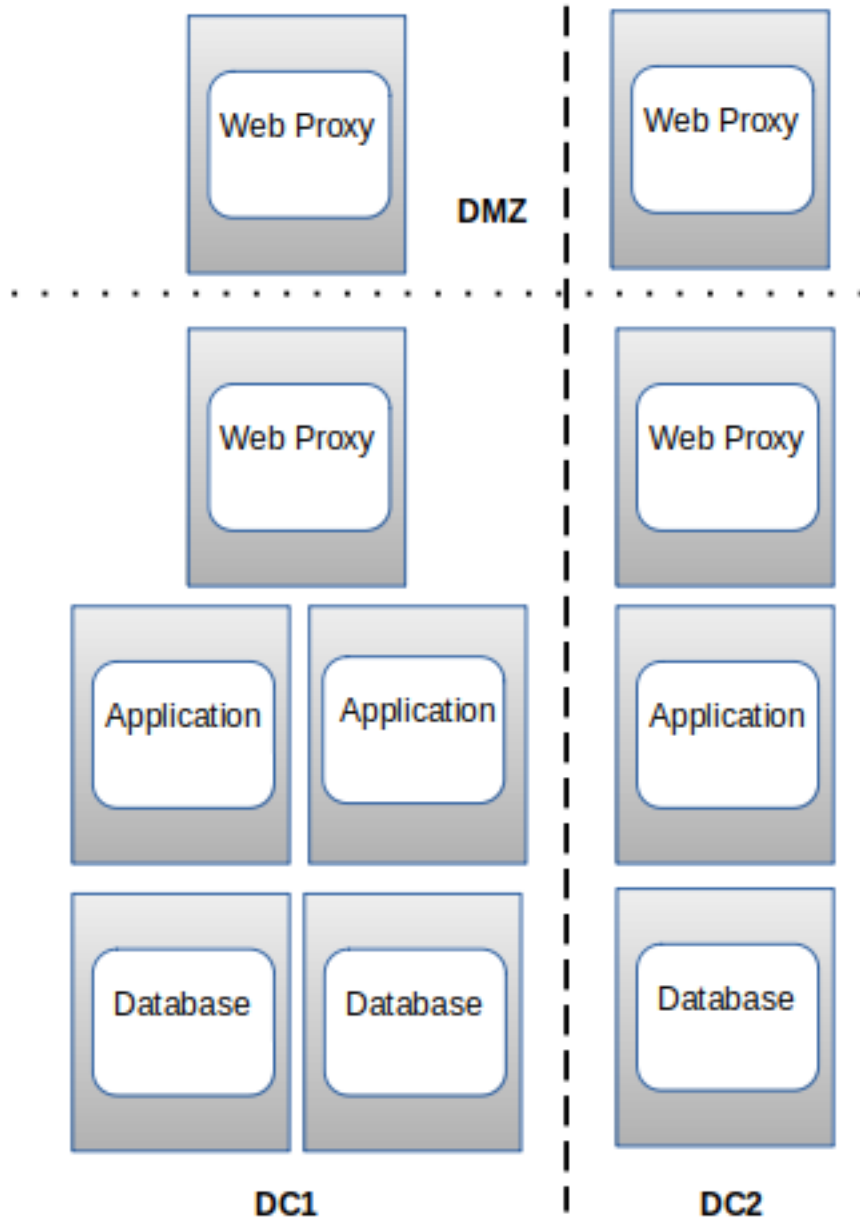 Web Proxy
Web Proxy
DMZ
Web Proxy
Web Proxy
Application
Application
Application
Database
Database
Database
DC1
DC2